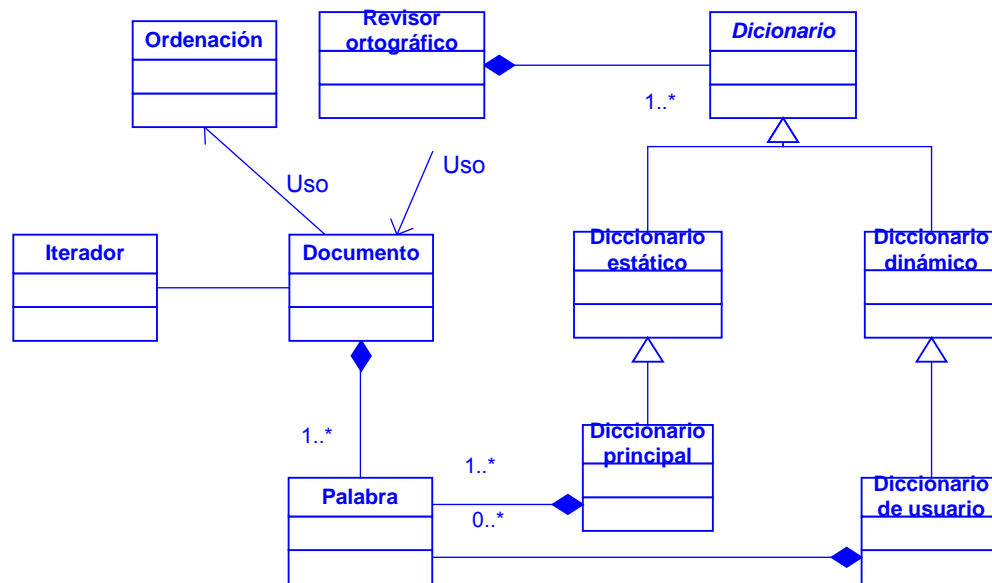 Revisor
ortográfico
Ordenación
Dicionario
1..*
Uso
Uso
Iterador
Documento
Diccionario
estático
Diccionario
dinámico
1..*
Diccionario
principal
1..*
Palabra
0..*
Diccionario
de usuario